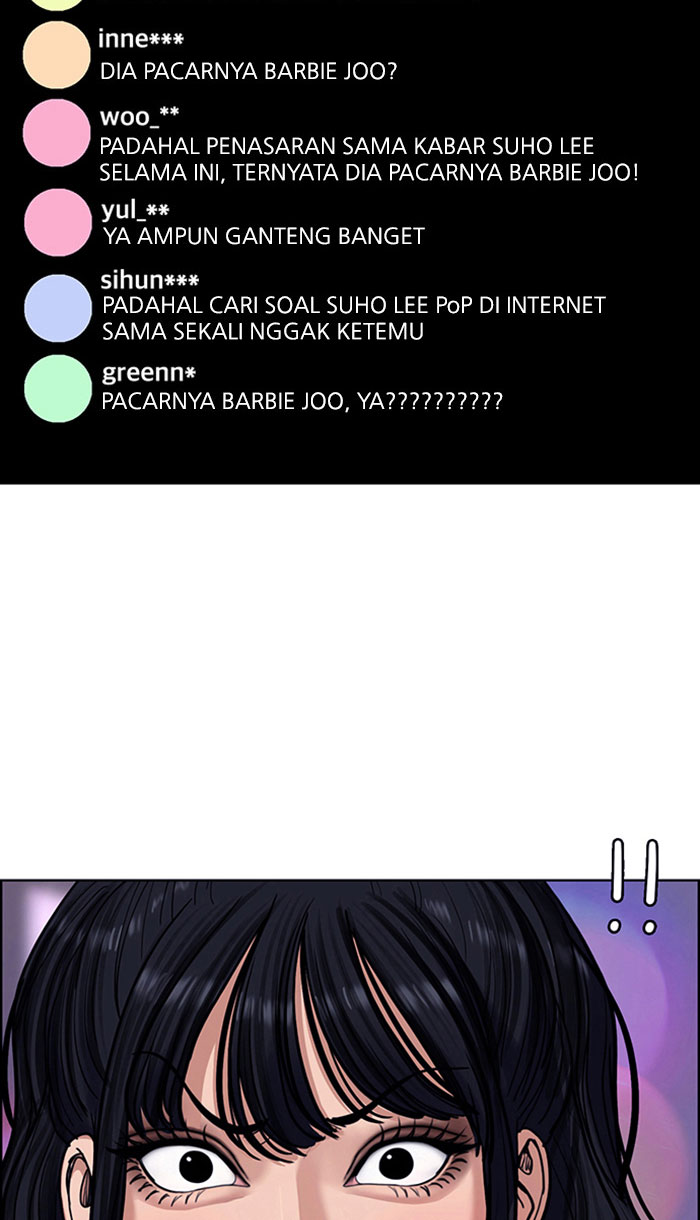 inne***
DIA PACARNYA BARBIE JOO?
woo_**
PADAHAL PENASARAN SAMA KABAR SUHO LEE
SELAMA INI, TERNYATA DIA PACARNYA BARBIE JOO!
yul_**
YA AMPUN GANTENG BANGET
sihun***
PADAHAL CARI SOAL SUHO LEE PoP DI INTERNET
SAMA SEKALI NGGAK KETEMU
greenn*
PACARNYA BARBIE JOO, YA??????????
!!